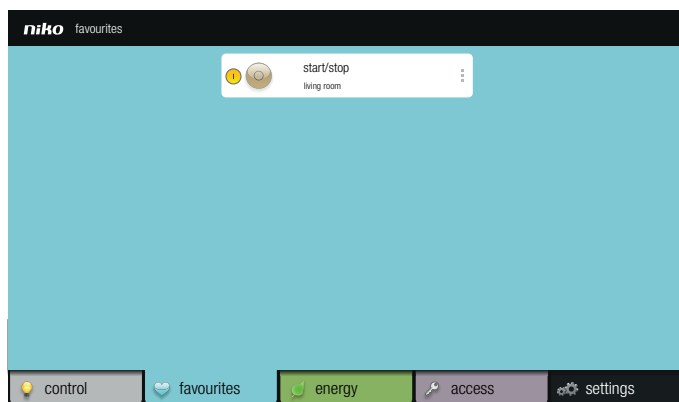 niko favourites
start/stop
living room
control favourites energy access settings